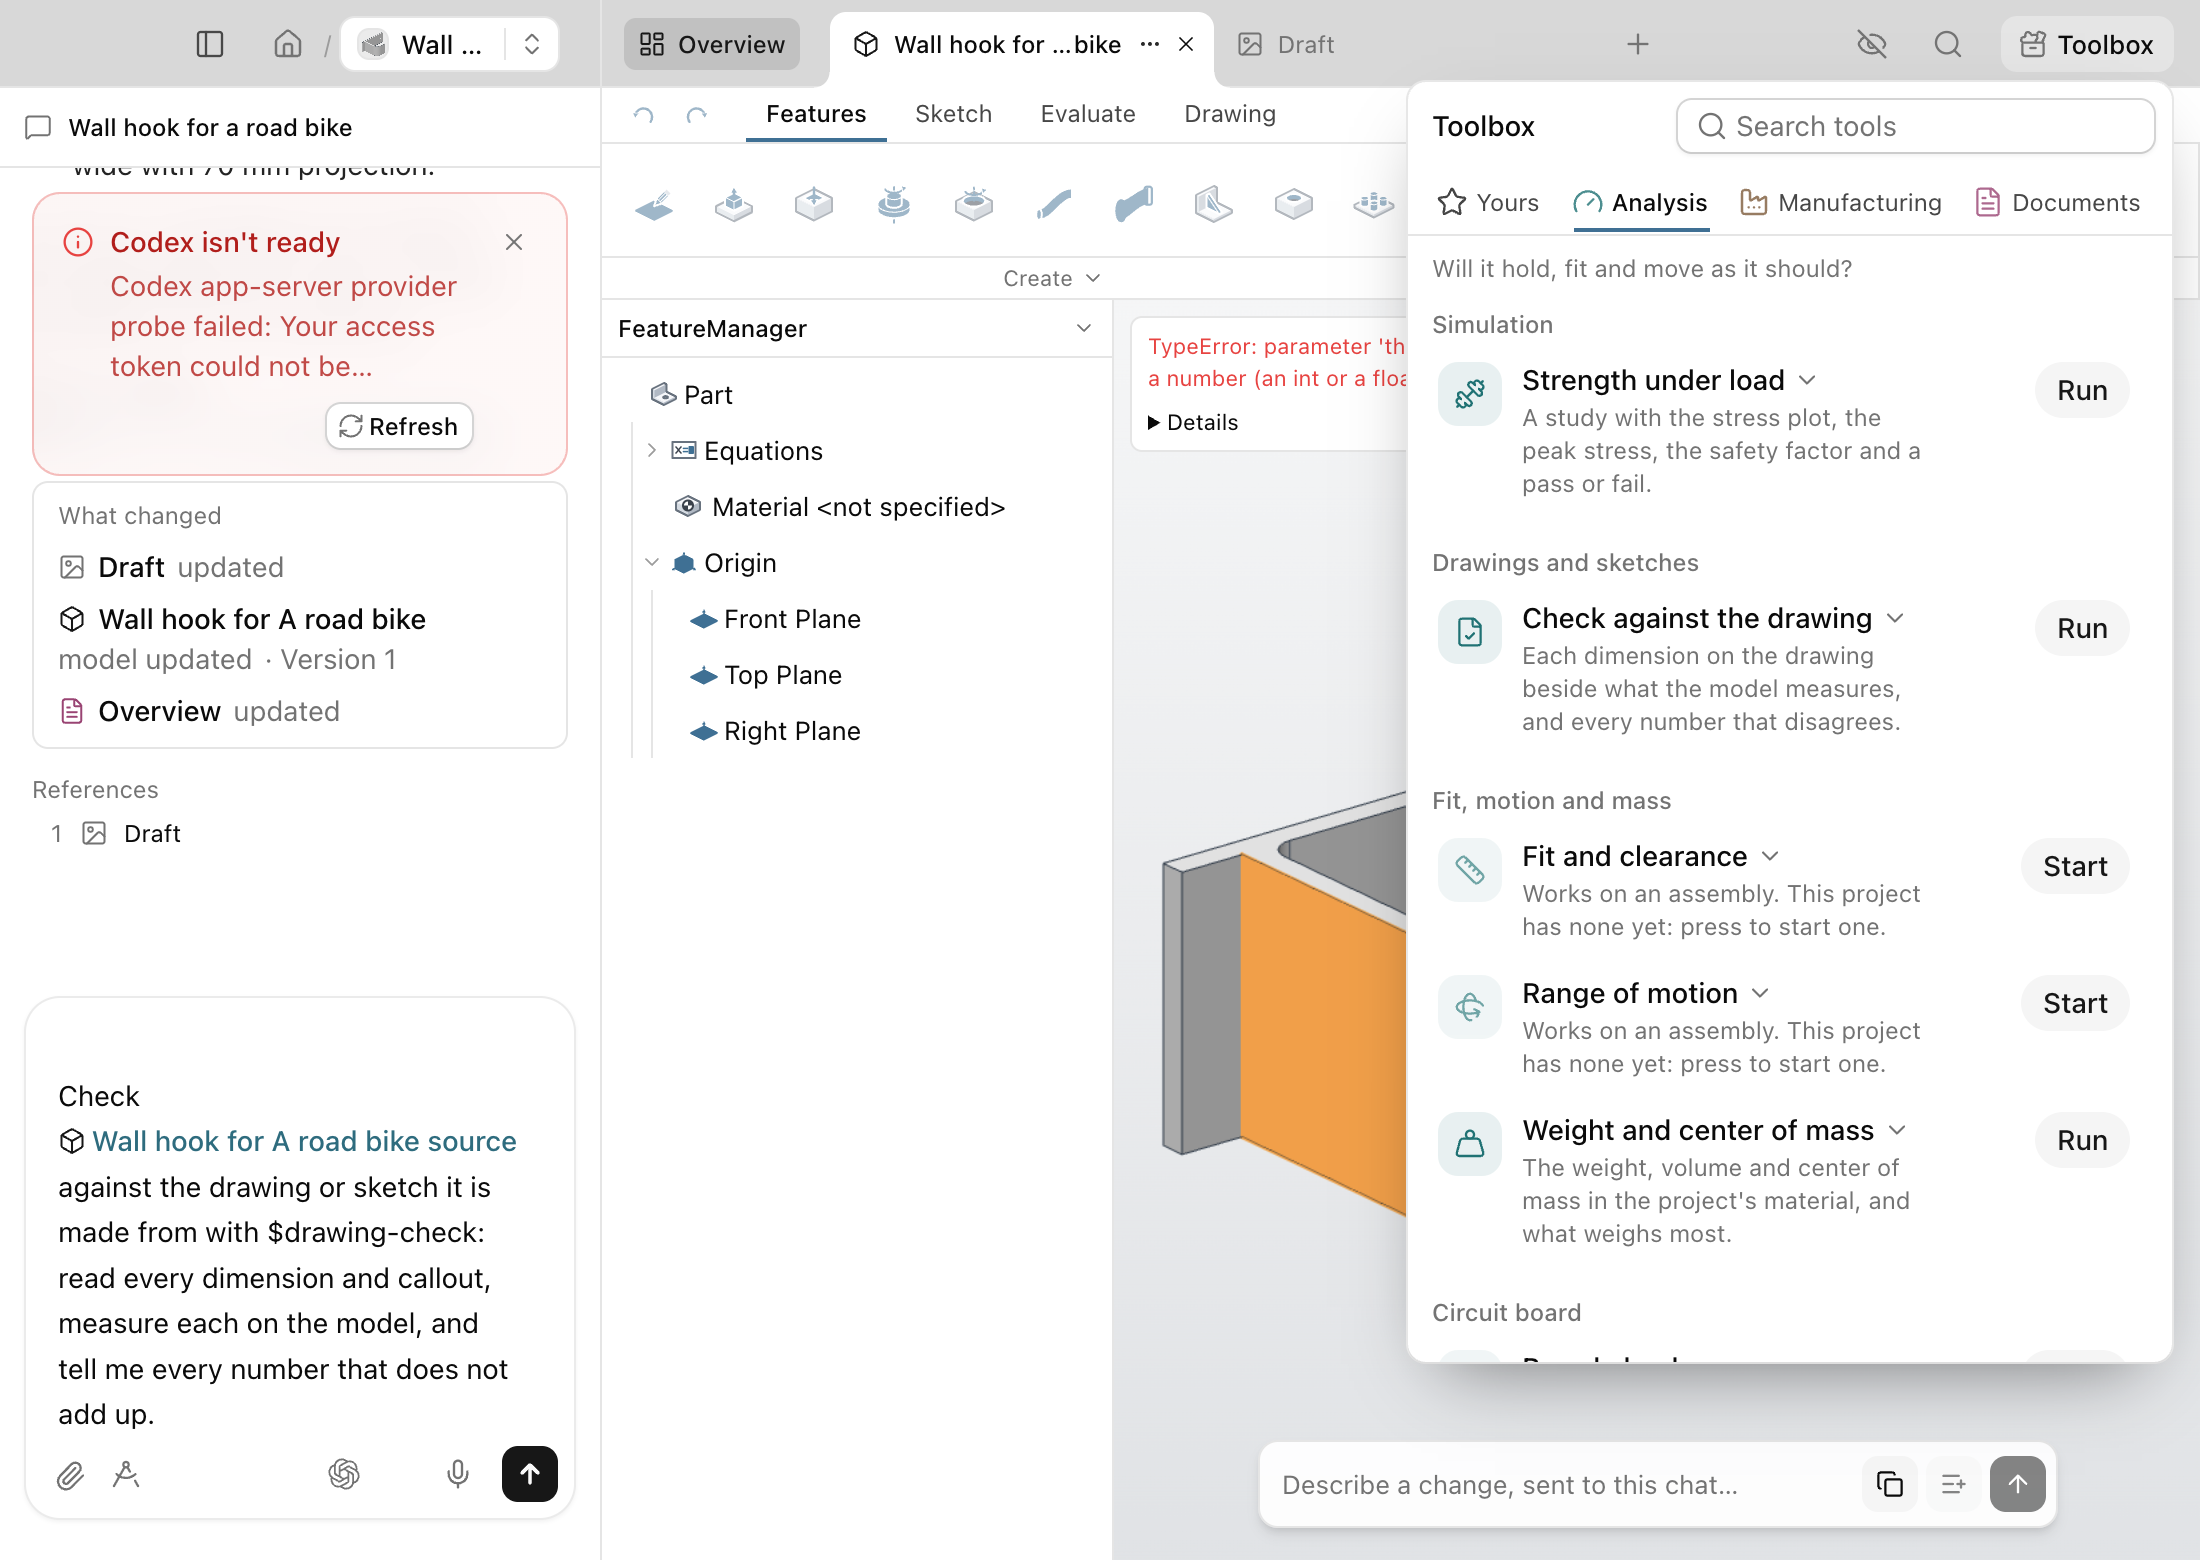 / Wall ...
Overview
Wall hook for ...bike
Draft
Toolbox
Wall hook for a road bike
wide with 70 mm projection.
Codex isn't ready
Codex app-server provider
probe failed: Your access
token could not be...
Refresh
What changed
Draft updated
Wall hook for A road bike
model updated · Version 1
Overview updated
References
1 Draft
Check
Wall hook for A road bike source
against the drawing or sketch it is
made from with $drawing-check:
read every dimension and callout,
measure each on the model, and
tell me every number that does not
add up.
Features
Sketch
Evaluate
Drawing
Create
FeatureManager
Part
Equations
Material <not specified>
Origin
Front Plane
Top Plane
Right Plane
TypeError: parameter 'th
a number (an int or a floa
Details
Toolbox
Search tools
Yours
Analysis
Manufacturing
Documents
Will it hold, fit and move as it should?
Simulation
Strength under load
Run
A study with the stress plot, the
peak stress, the safety factor and a
pass or fail.
Drawings and sketches
Check against the drawing
Run
Each dimension on the drawing
beside what the model measures,
and every number that disagrees.
Fit, motion and mass
Fit and clearance
Start
Works on an assembly. This project
has none yet: press to start one.
Range of motion
Start
Works on an assembly. This project
has none yet: press to start one.
Weight and center of mass
Run
The weight, volume and center of
mass in the project's material, and
what weighs most.
Circuit board
Describe a change, sent to this chat...